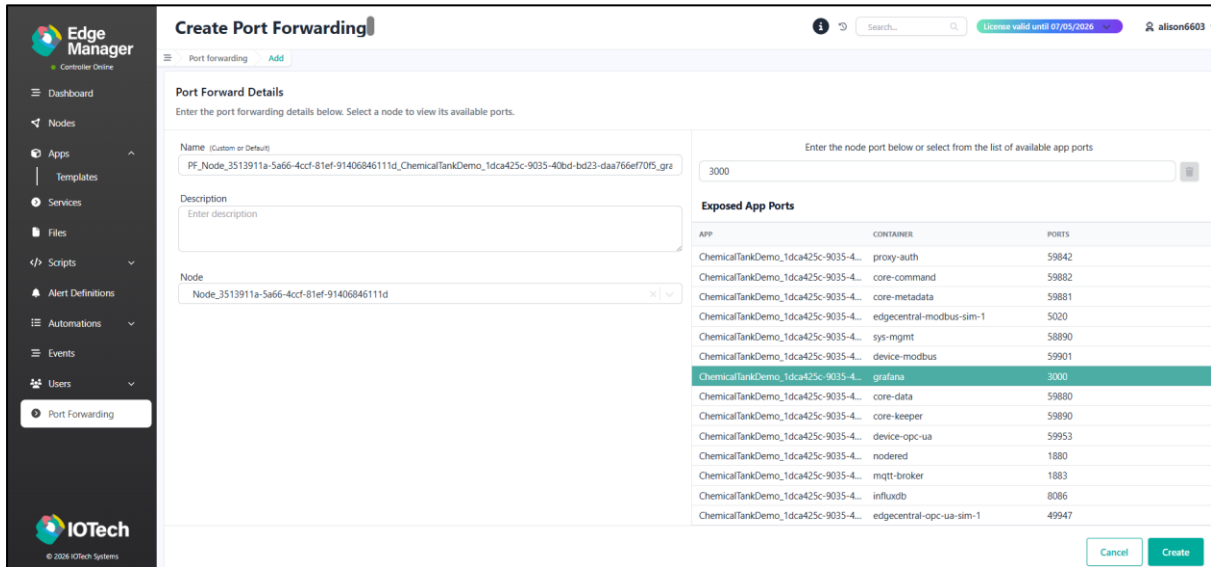 Edge
Manager
Controller Online
Dashboard
Nodes
Apps
Templates
Services
Files
Scripts
Alert Definitions
Automations
Events
Users
Port Forwarding
IOTech
© 2026 IOTech Systems
Create Port Forwarding
Search...
License valid until 07/05/2026
alison6603
Port forwarding
Add
Port Forward Details
Enter the port forwarding details below. Select a node to view its available ports.
Name (Custom or Default)
PF_Node_3513911a-5a66-4ccf-81ef-91406846111d_ChemicalTankDemo_1dca425c-9035-40bd-bd23-daa766ef70f5_gra
Description
Enter description
Node
Node_3513911a-5a66-4ccf-81ef-91406846111d
Enter the node port below or select from the list of available app ports
3000
Exposed App Ports
APP CONTAINER PORTS
ChemicalTankDemo_1dca425c-9035-4... proxy-auth 59842
ChemicalTankDemo_1dca425c-9035-4... core-command 59882
ChemicalTankDemo_1dca425c-9035-4... core-metadata 59881
ChemicalTankDemo_1dca425c-9035-4... edgecentral-modbus-sim-1 5020
ChemicalTankDemo_1dca425c-9035-4... sys-mgmt 58890
ChemicalTankDemo_1dca425c-9035-4... device-modbus 59901
ChemicalTankDemo_1dca425c-9035-4... grafana 3000
ChemicalTankDemo_1dca425c-9035-4... core-data 59880
ChemicalTankDemo_1dca425c-9035-4... core-keeper 59890
ChemicalTankDemo_1dca425c-9035-4... device-opc-ua 59953
ChemicalTankDemo_1dca425c-9035-4... nodered 1880
ChemicalTankDemo_1dca425c-9035-4... mqtt-broker 1883
ChemicalTankDemo_1dca425c-9035-4... influxdb 8086
ChemicalTankDemo_1dca425c-9035-4... edgecentral-opc-ua-sim-1 49947
Cancel
Create